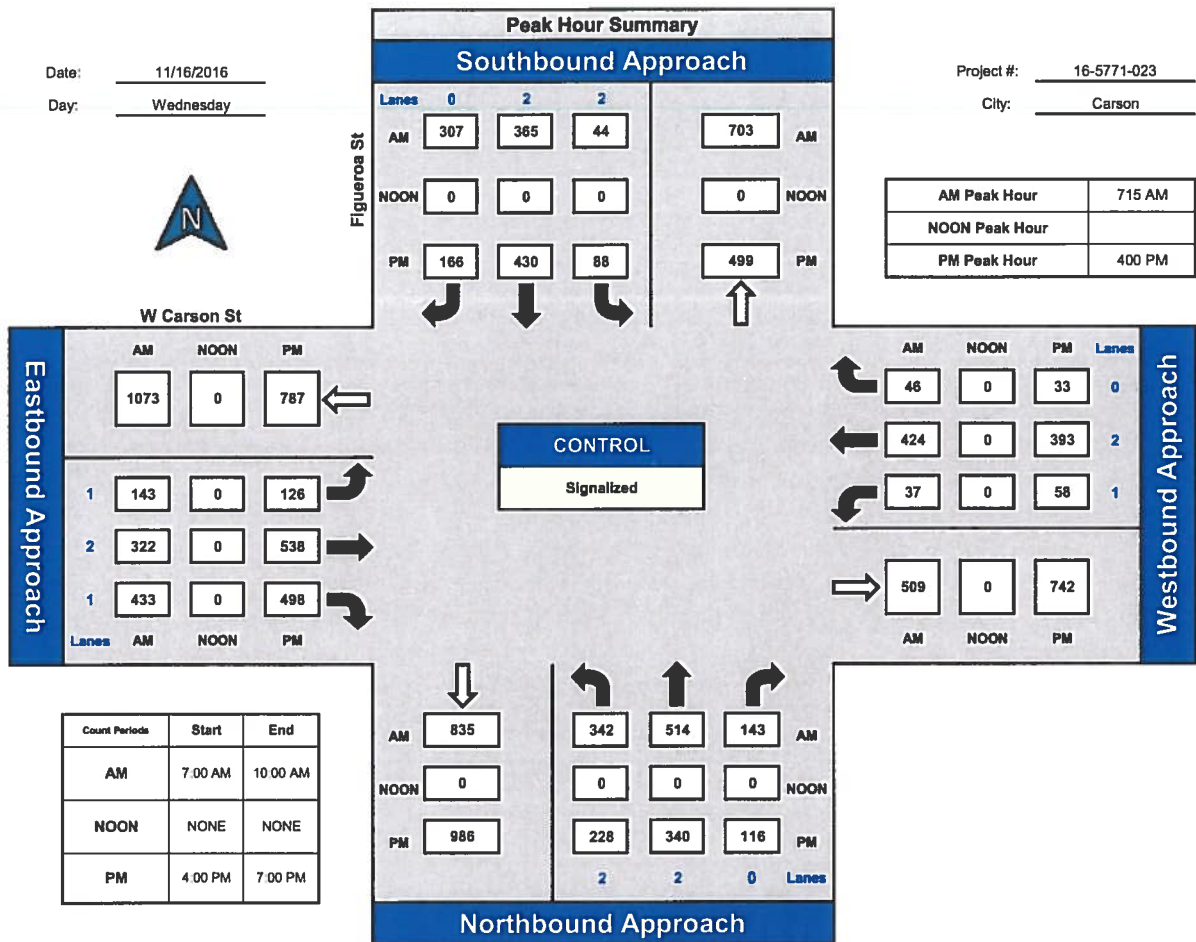 Peak Hour Summary
Southbound Approach
Date: 11/16/2016
Day: Wednesday
Project #: 16-5771-023
City: Carson
N
Figueroa St
Lanes 0 2 2
AM 307 365 44 703 AM
NOON 0 0 0 0 NOON
PM 166 430 88 499 PM
AM Peak Hour 715 AM
NOON Peak Hour
PM Peak Hour 400 PM
W Carson St
Eastbound Approach
AM NOON PM
1073 0 787
1 143 0 126
2 322 0 538
1 433 0 498
Lanes AM NOON PM
CONTROL
Signalized
AM NOON PM Lanes
46 0 33 0
424 0 393 2
37 0 58 1
509 0 742
AM NOON PM
Westbound Approach
Count Periods Start End
AM 7:00 AM 10:00 AM
NOON NONE NONE
PM 4:00 PM 7:00 PM
AM 835 342 514 143 AM
NOON 0 0 0 0 NOON
PM 986 228 340 116 PM
2 2 0 Lanes
Northbound Approach